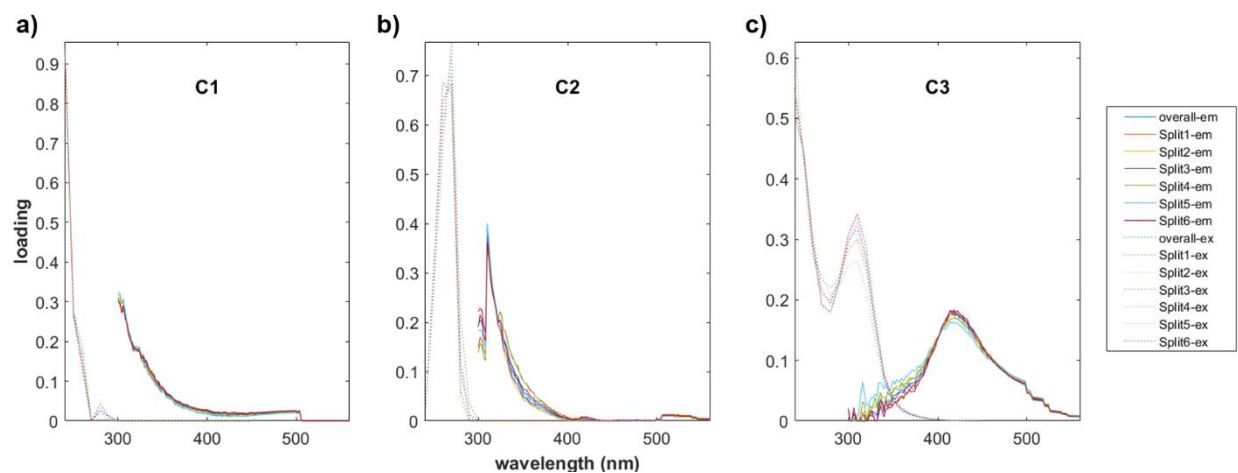 a)
b)
c)
C1
C2
C3
0.9
0.8
0.7
0.6
0.5
0.4
0.3
0.2
0.1
0
0.7
0.6
0.5
0.4
0.3
0.2
0.1
0
0.6
0.5
0.4
0.3
0.2
0.1
0
300 400 500
300 400 500
300 400 500
loading
wavelength (nm)
overall-em
Split1-em
Split2-em
Split3-em
Split4-em
Split5-em
Split6-em
overall-ex
Split1-ex
Split2-ex
Split3-ex
Split4-ex
Split5-ex
Split6-ex